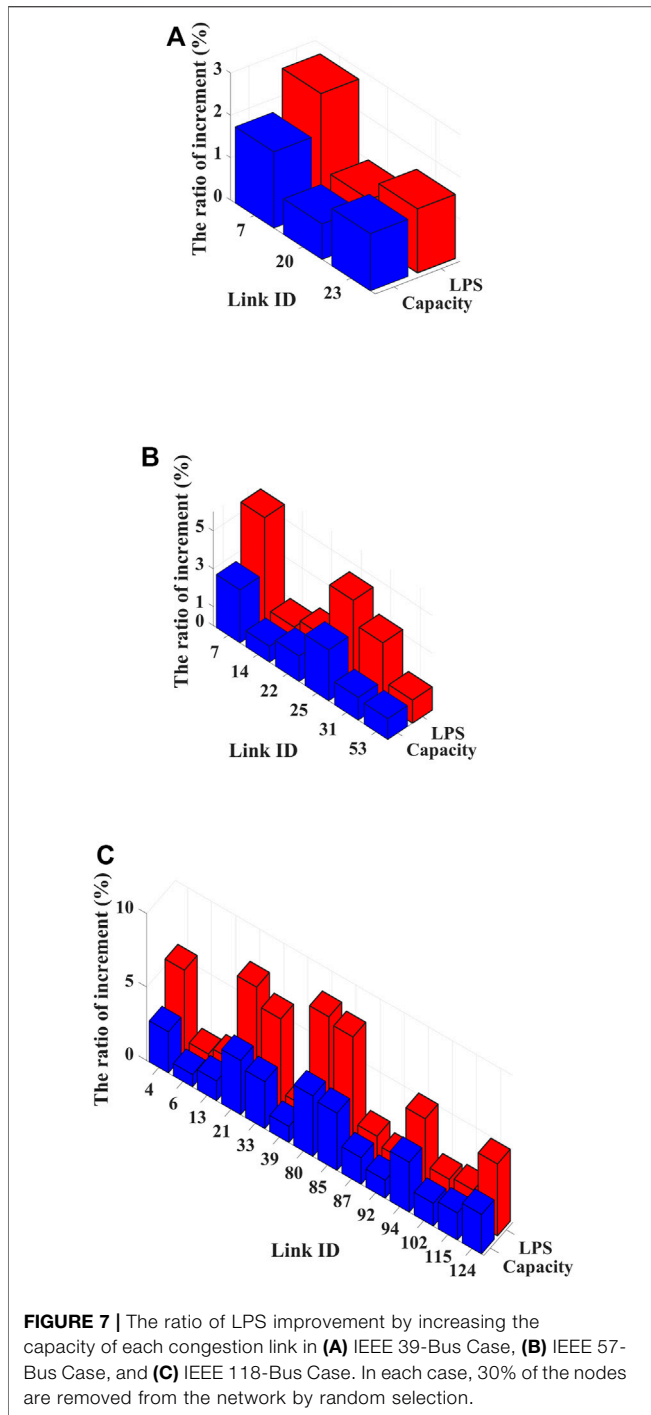 A
The ratio of increment (%)
3
2
1
0
7
20
23
Link ID
LPS
Capacity
B
The ratio of increment (%)
5
3
1
0
7
14
22
25
31
53
Link ID
LPS
Capacity
C
The ratio of increment (%)
10
5
0
4
6
13
21
33
39
80
85
87
92
94
102
115
124
Link ID
LPS
Capacity
FIGURE 7 | The ratio of LPS improvement by increasing the
capacity of each congestion link in (A) IEEE 39-Bus Case, (B) IEEE 57-
Bus Case, and (C) IEEE 118-Bus Case. In each case, 30% of the nodes
are removed from the network by random selection.